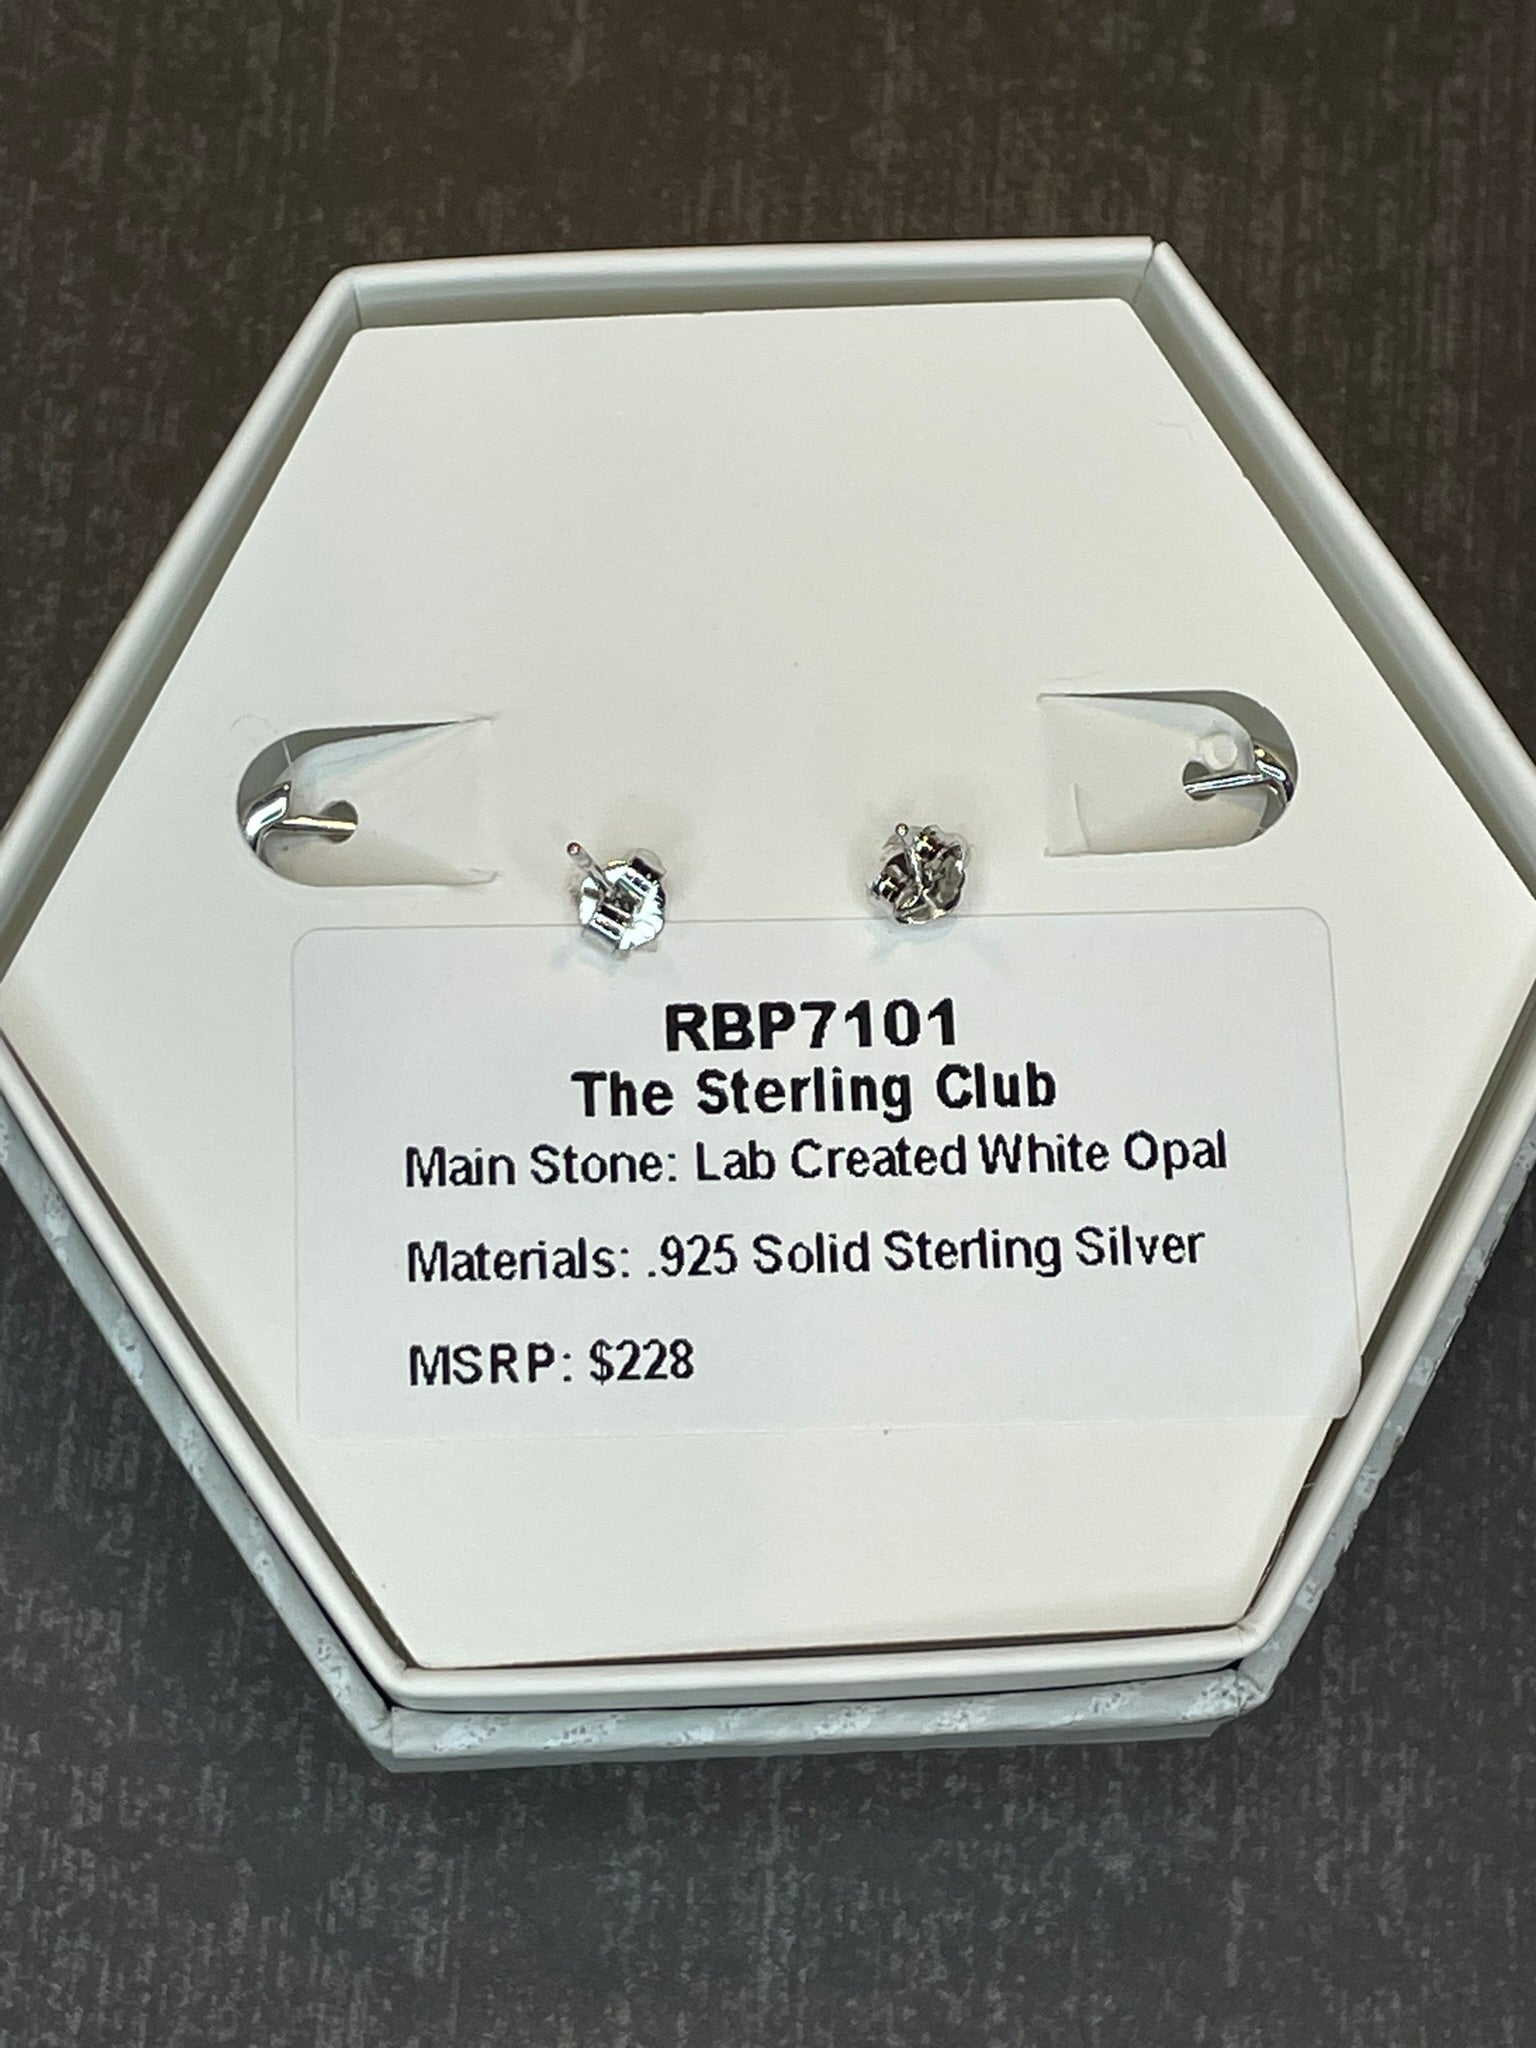 RBP7101
The Sterling Club
Main Stone: Lab Created White Opal
Materials: .925 Solid Sterling Silver
MSRP: $228